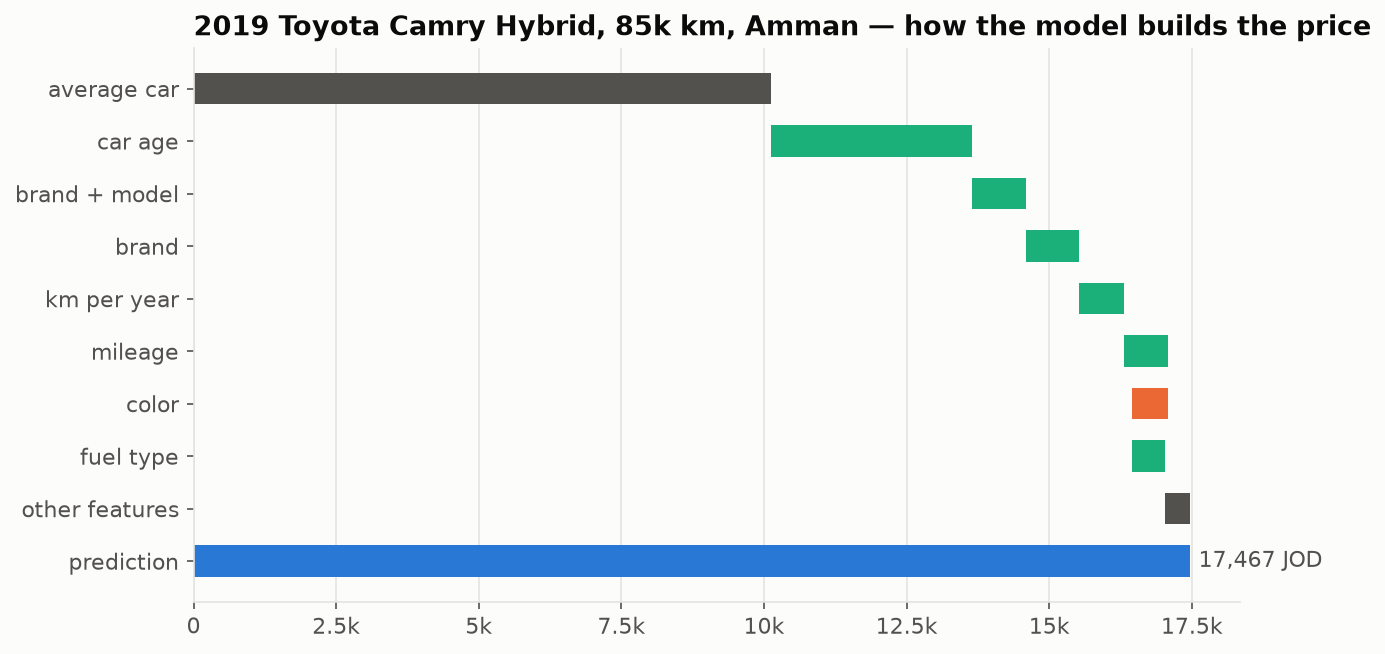 2019 Toyota Camry Hybrid, 85k km, Amman — how the model builds the price
average car
car age
brand + model
brand
km per year
mileage
color
fuel type
other features
prediction
17,467 JOD
0
2.5k
5k
7.5k
10k
12.5k
15k
17.5k